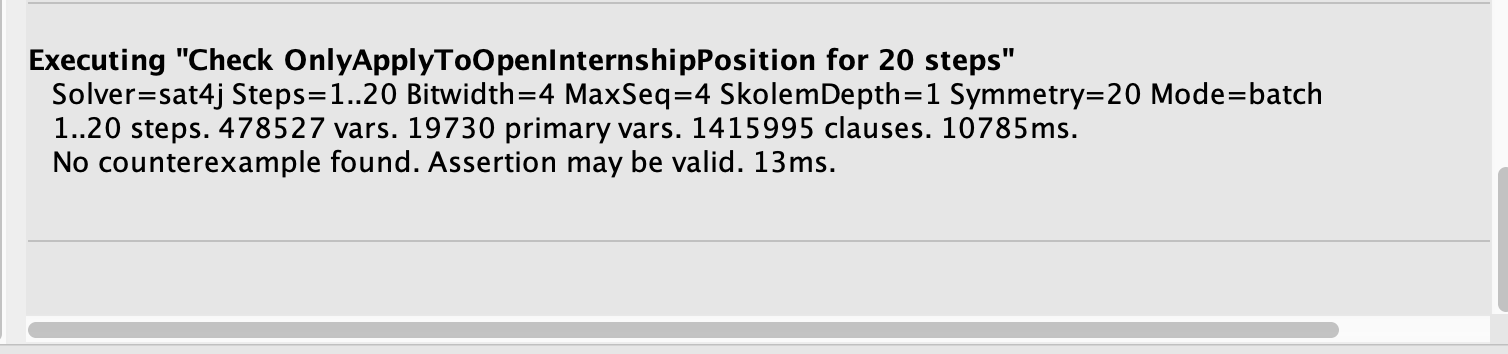 Executing "Check OnlyApplyToOpenInternshipPosition for 20 steps"
Solver=sat4j Steps=1..20 Bitwidth=4 MaxSeq=4 SkolemDepth=1 Symmetry=20 Mode=batch
1..20 steps. 478527 vars. 19730 primary vars. 1415995 clauses. 10785ms.
No counterexample found. Assertion may be valid. 13ms.